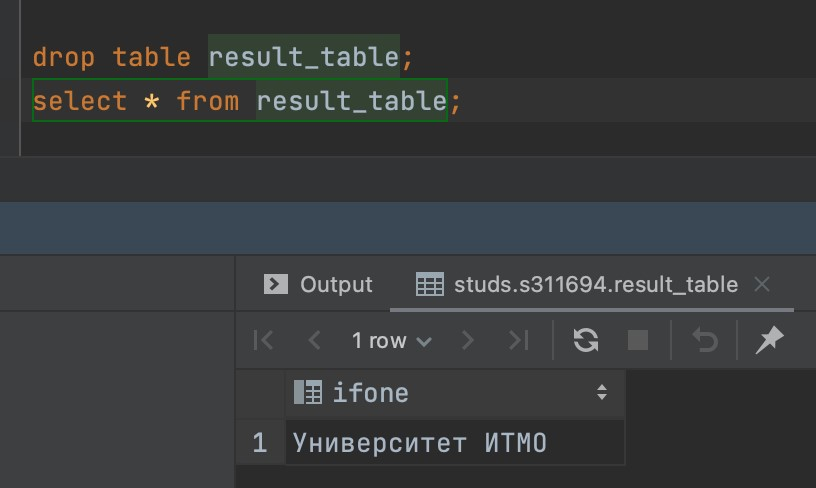 drop table result_table;
select * from result_table;
Output
studs.s311694.result_table
1 row
ifone
1 Университет ИТМО